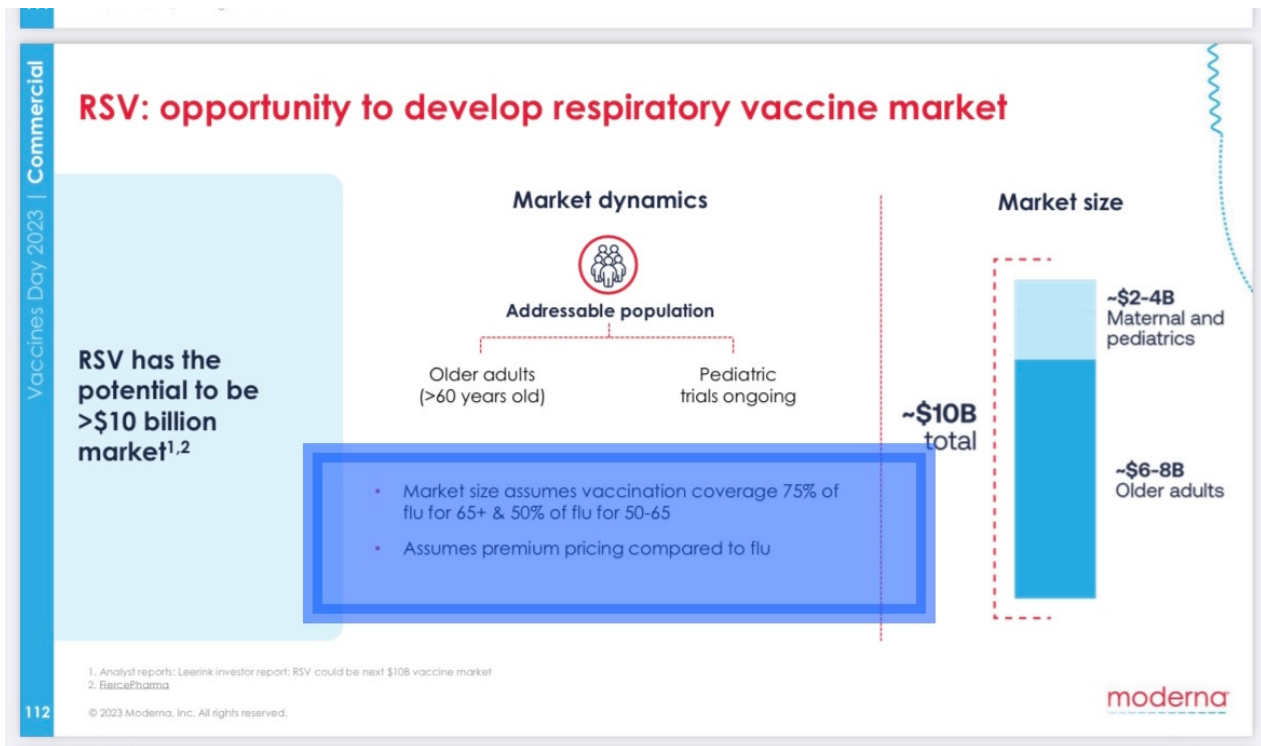 Vaccines Day 2023 | Commercial
RSV: opportunity to develop respiratory vaccine market
RSV has the
potential to be
>$10 billion
market1,2
Market dynamics
Addressable population
Older adults
(>60 years old)
Pediatric
trials ongoing
• Market size assumes vaccination coverage 75% of
flu for 65+ & 50% of flu for 50-65
• Assumes premium pricing compared to flu
Market size
~$10B
total
~$2-4B
Maternal and
pediatrics
~$6-8B
Older adults
1. Analyst reports: Leerink investor report: RSV could be next $10B vaccine market
2. FiercePharma
112
© 2023 Moderna, Inc. All rights reserved.
moderna